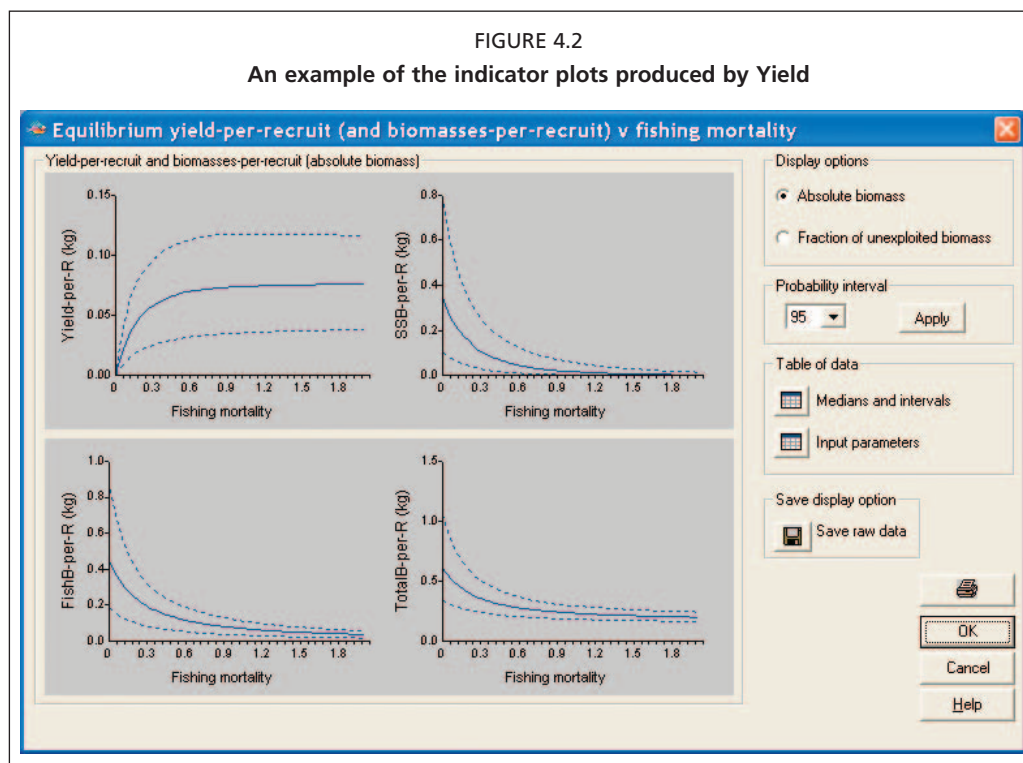 FIGURE 4.2
An example of the indicator plots produced by Yield
Equilibrium yield-per-recruit (and biomasses-per-recruit) v fishing mortality
Yield-per-recruit and biomasses-per-recruit (absolute biomass)
Yield-per-R (kg)
0.15
0.10
0.05
0.00
0 0.3 0.6 0.9 1.2 1.5 1.8
Fishing mortality
SSB-per-R (kg)
0.8
0.6
0.4
0.2
0.0
0 0.3 0.6 0.9 1.2 1.5 1.8
Fishing mortality
FishB-per-R (kg)
1.0
0.8
0.6
0.4
0.2
0.0
0 0.3 0.6 0.9 1.2 1.5 1.8
Fishing mortality
TotalB-per-R (kg)
1.5
1.0
0.5
0.0
0 0.3 0.6 0.9 1.2 1.5 1.8
Fishing mortality
Display options
Absolute biomass
Fraction of unexploited biomass
Probability interval
95
Apply
Table of data
Medians and intervals
Input parameters
Save display option
Save raw data
OK
Cancel
Help